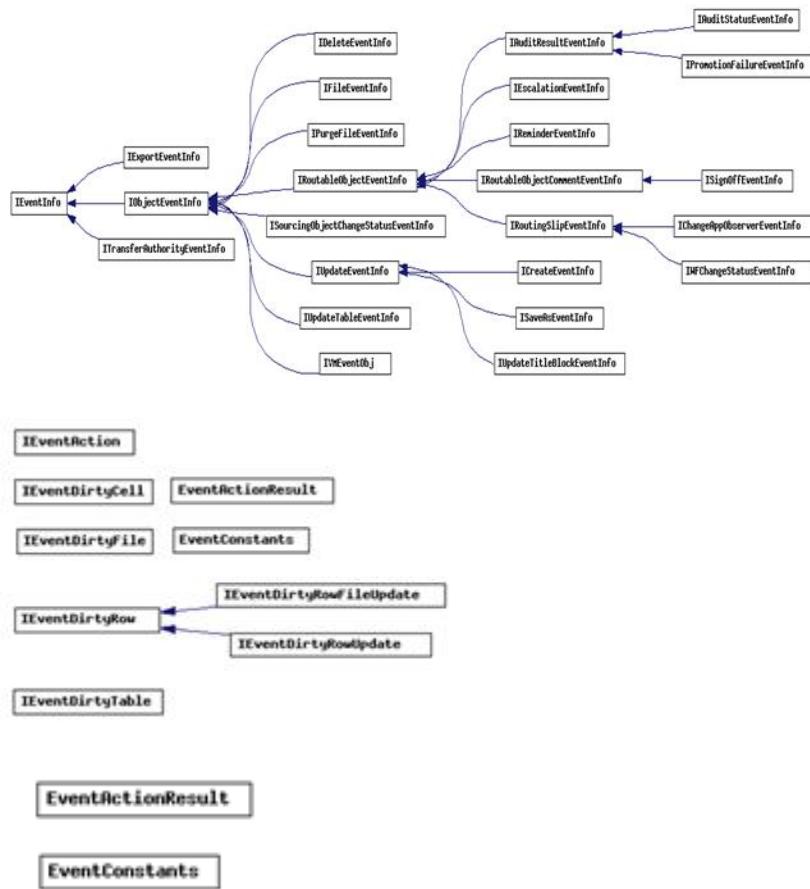 IAuditStatusEventInfo
IDeleteEventInfo
IAuditResultEventInfo
IPromotionFailureEventInfo
IFileEventInfo
IEscalationEventInfo
IPurgeFileEventInfo
IReminderEventInfo
IExportEventInfo
IRoutableObjectEventInfo
IRoutableObjectCommentEventInfo
ISignOffEventInfo
IEventInfo
IObjectEventInfo
ISourcingObjectChangeStatusEventInfo
IRoutingSlipEventInfo
IChangeAppObserverEventInfo
ITransferAuthorityEventInfo
IUpdateEventInfo
ICreateEventInfo
IWFChangeStatusEventInfo
IUpdateTableEventInfo
ISaveAsEventInfo
IVMEventObj
IUpdateTitleBlockEventInfo
IEventAction
IEventDirtyCell
EventActionResult
IEventDirtyFile
EventConstants
IEventDirtyRowFileUpdate
IEventDirtyRow
IEventDirtyRowUpdate
IEventDirtyTable
EventActionResult
EventConstants